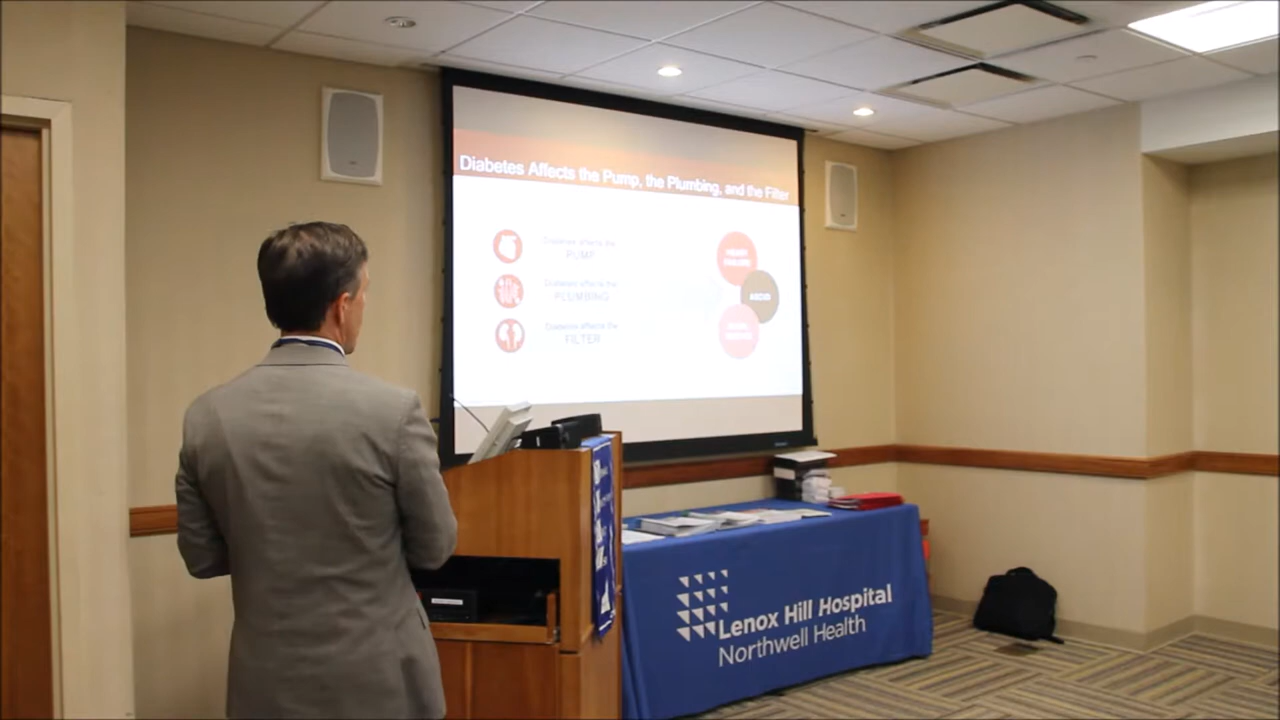 Diabetes Affects the Pump, the Plumbing, and the Filter
Diabetes affects the
PUMP
Diabetes affects the
PLUMBING
Diabetes affects the
FILTER
HEART
FAILURE
ASCVD
Lenox Hill Hospital
Northwell Health